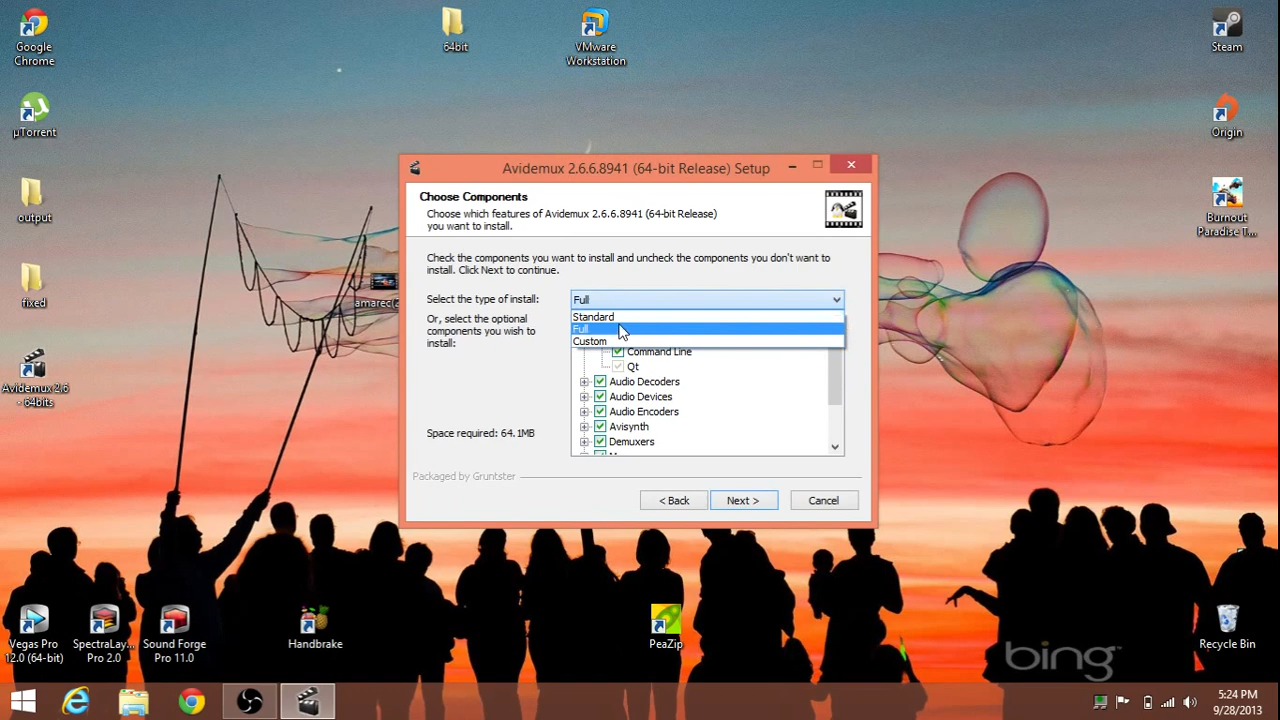 Google
Chrome
64bit
VMware
Workstation
Steam
µTorrent
Origin
output
Burnout
Paradise T...
fixed
Avidemux 2.6
- 64bits
Avidemux 2.6.6.8941 (64-bit Release) Setup
Choose Components
Choose which features of Avidemux 2.6.6.8941 (64-bit Release)
you want to install.
Check the components you want to install and uncheck the components you don't want to
install. Click Next to continue.
Select the type of install:
Full
Standard
Full
Custom
Or, select the optional
components you wish to
install:
Command Line
Qt
Audio Decoders
Audio Devices
Audio Encoders
Avisynth
Demuxers
Space required: 64.1MB
Packaged by Gruntster
< Back
Next >
Cancel
Vegas Pro
12.0 (64-bit)
SpectraLay...
Pro 2.0
Sound Forge
Pro 11.0
Handbrake
PeaZip
Recycle Bin
bing
5:24 PM
9/28/2013